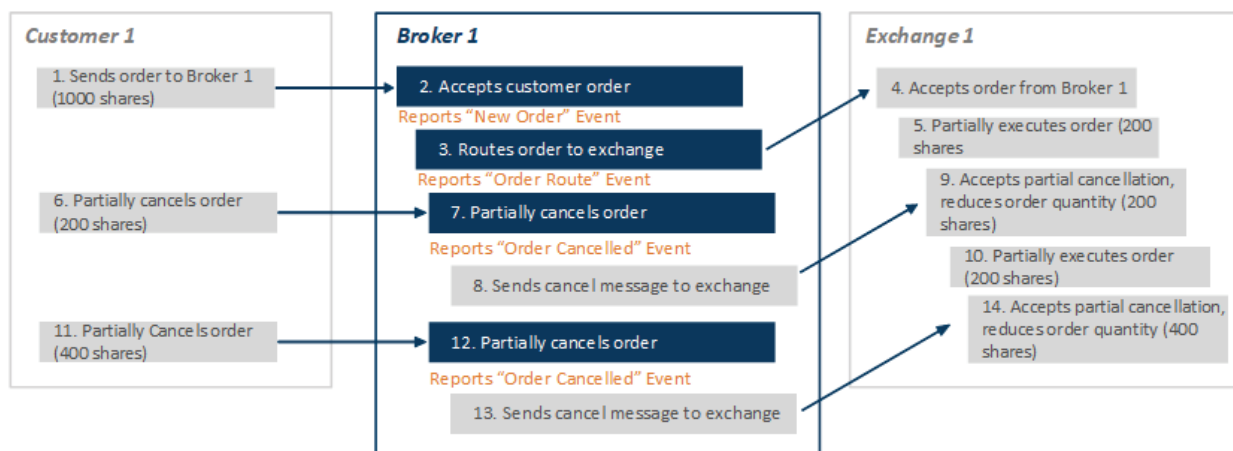 Customer 1
1. Sends order to Broker 1
(1000 shares)
6. Partially cancels order
(200 shares)
11. Partially Cancels order
(400 shares)
Broker 1
2. Accepts customer order
Reports “New Order” Event
3. Routes order to exchange
Reports “Order Route” Event
7. Partially cancels order
Reports “Order Cancelled” Event
8. Sends cancel message to exchange
12. Partially cancels order
Reports “Order Cancelled” Event
13. Sends cancel message to exchange
Exchange 1
4. Accepts order from Broker 1
5. Partially executes order (200
shares
9. Accepts partial cancellation,
reduces order quantity (200
shares)
10. Partially executes order
(200 shares)
14. Accepts partial cancellation,
reduces order quantity (400
shares)